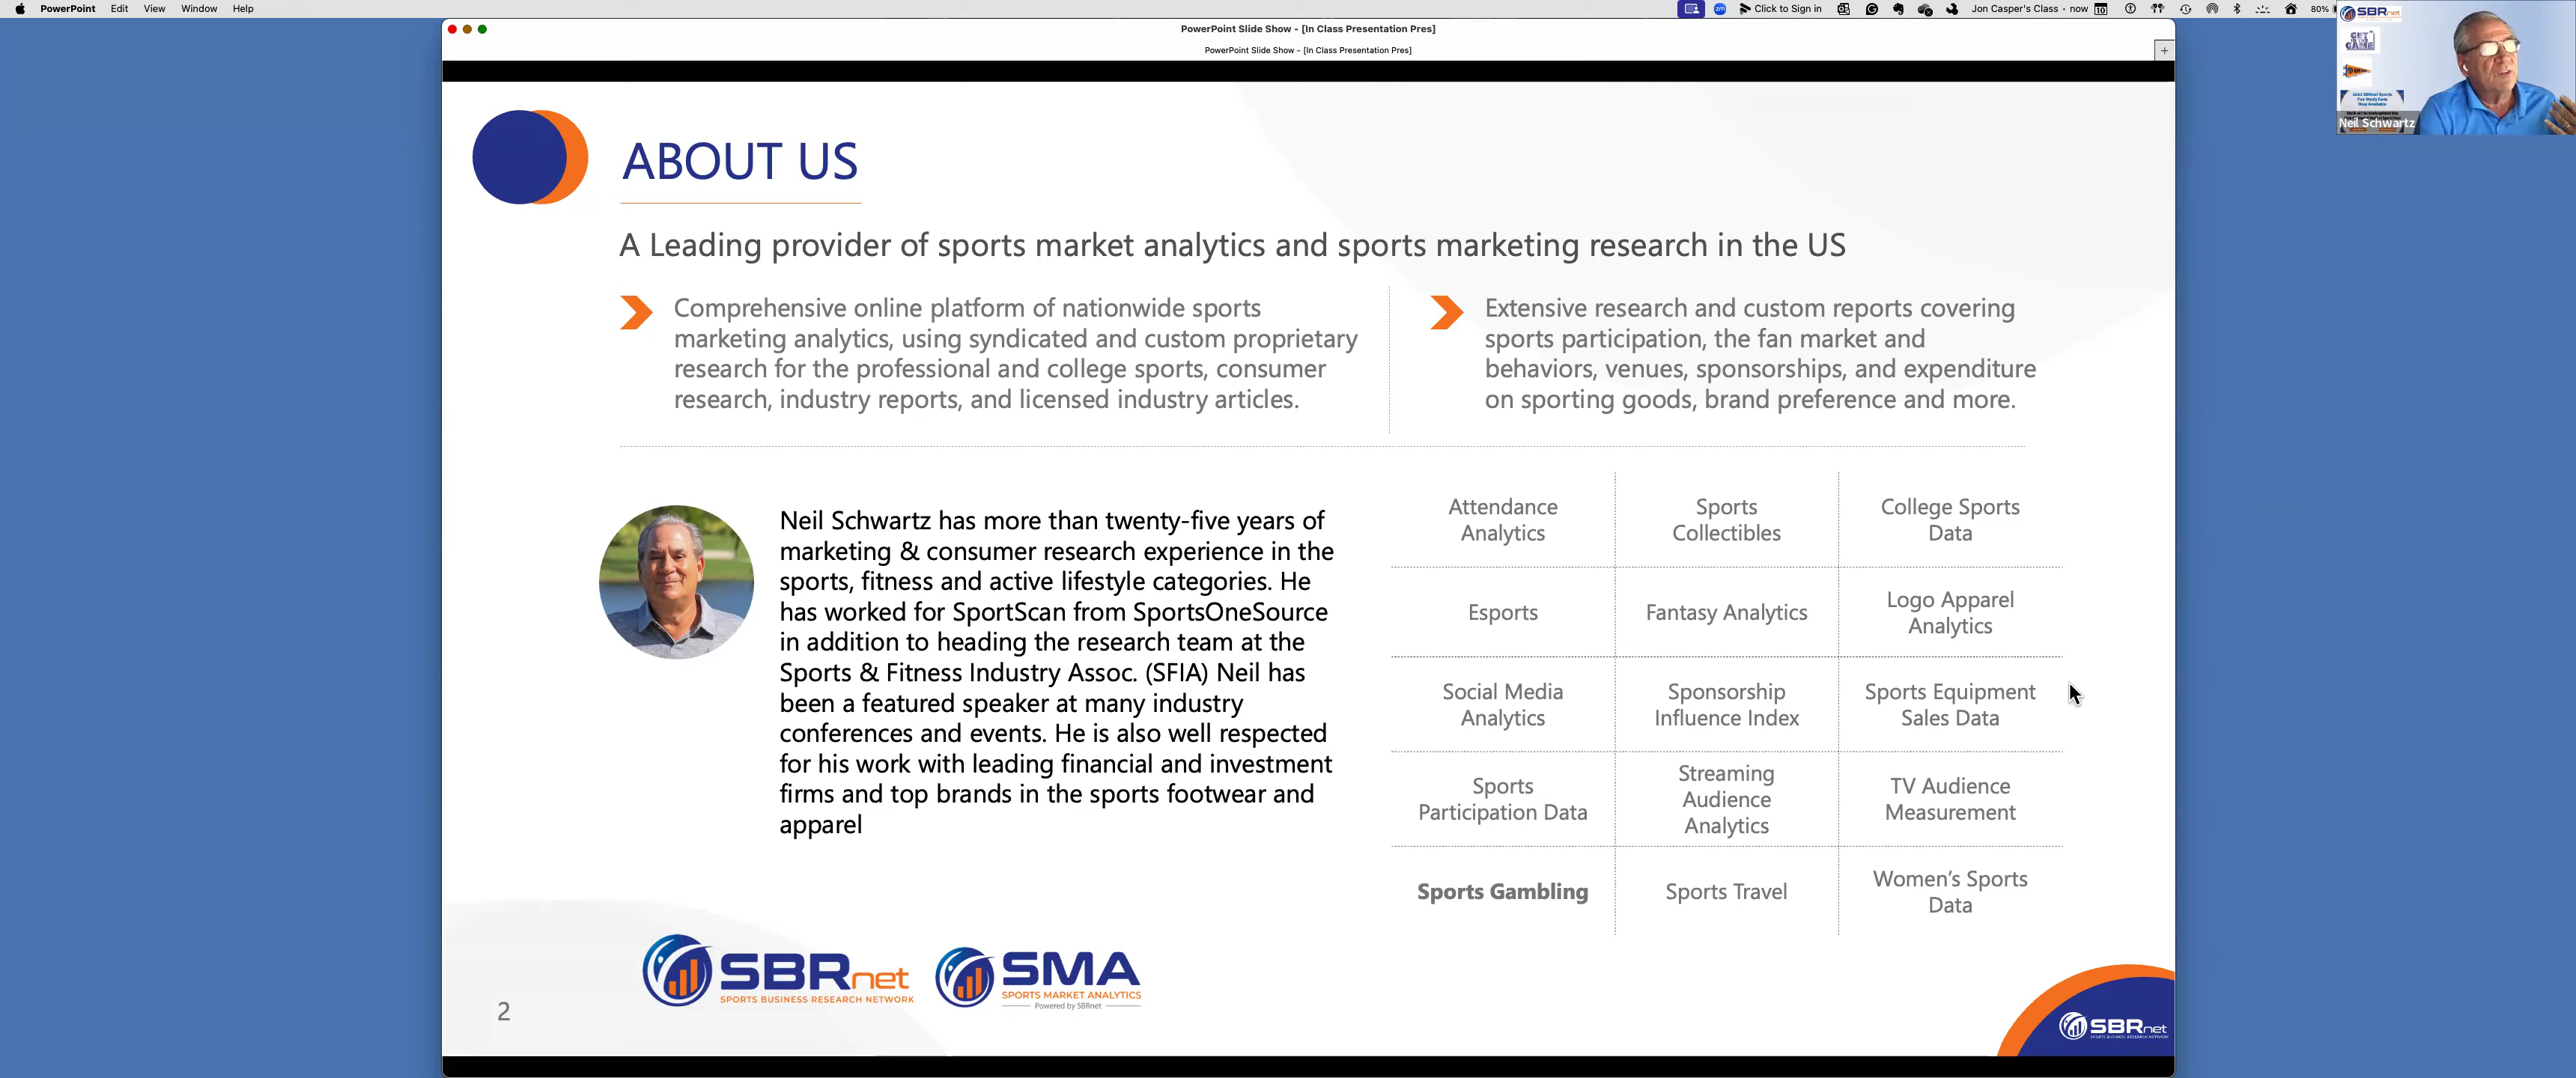 PowerPoint Edit View Window Help
Click to Sign in
Jon Casper's Class • now
10
80%
PowerPoint Slide Show - [In Class Presentation Pres]
PowerPoint Slide Show - [In Class Presentation Pres]
SBRnet
GET
GAME
Neil Schwartz
ABOUT US
A Leading provider of sports market analytics and sports marketing research in the US
Comprehensive online platform of nationwide sports
marketing analytics, using syndicated and custom proprietary
research for the professional and college sports, consumer
research, industry reports, and licensed industry articles.
Extensive research and custom reports covering
sports participation, the fan market and
behaviors, venues, sponsorships, and expenditure
on sporting goods, brand preference and more.
Neil Schwartz has more than twenty-five years of
marketing & consumer research experience in the
sports, fitness and active lifestyle categories. He
has worked for SportScan from SportsOneSource
in addition to heading the research team at the
Sports & Fitness Industry Assoc. (SFIA) Neil has
been a featured speaker at many industry
conferences and events. He is also well respected
for his work with leading financial and investment
firms and top brands in the sports footwear and
apparel
Attendance
Analytics
Sports
Collectibles
College Sports
Data
Esports
Fantasy Analytics
Logo Apparel
Analytics
Social Media
Analytics
Sponsorship
Influence Index
Sports Equipment
Sales Data
Sports
Participation Data
Streaming
Audience
Analytics
TV Audience
Measurement
Sports Gambling
Sports Travel
Women's Sports
Data
SBRnet
SPORTS BUSINESS RESEARCH NETWORK
SMA
SPORTS MARKET ANALYTICS
Powered by SBRnet
2
SBRnet
SPORTS BUSINESS RESEARCH NETWORK